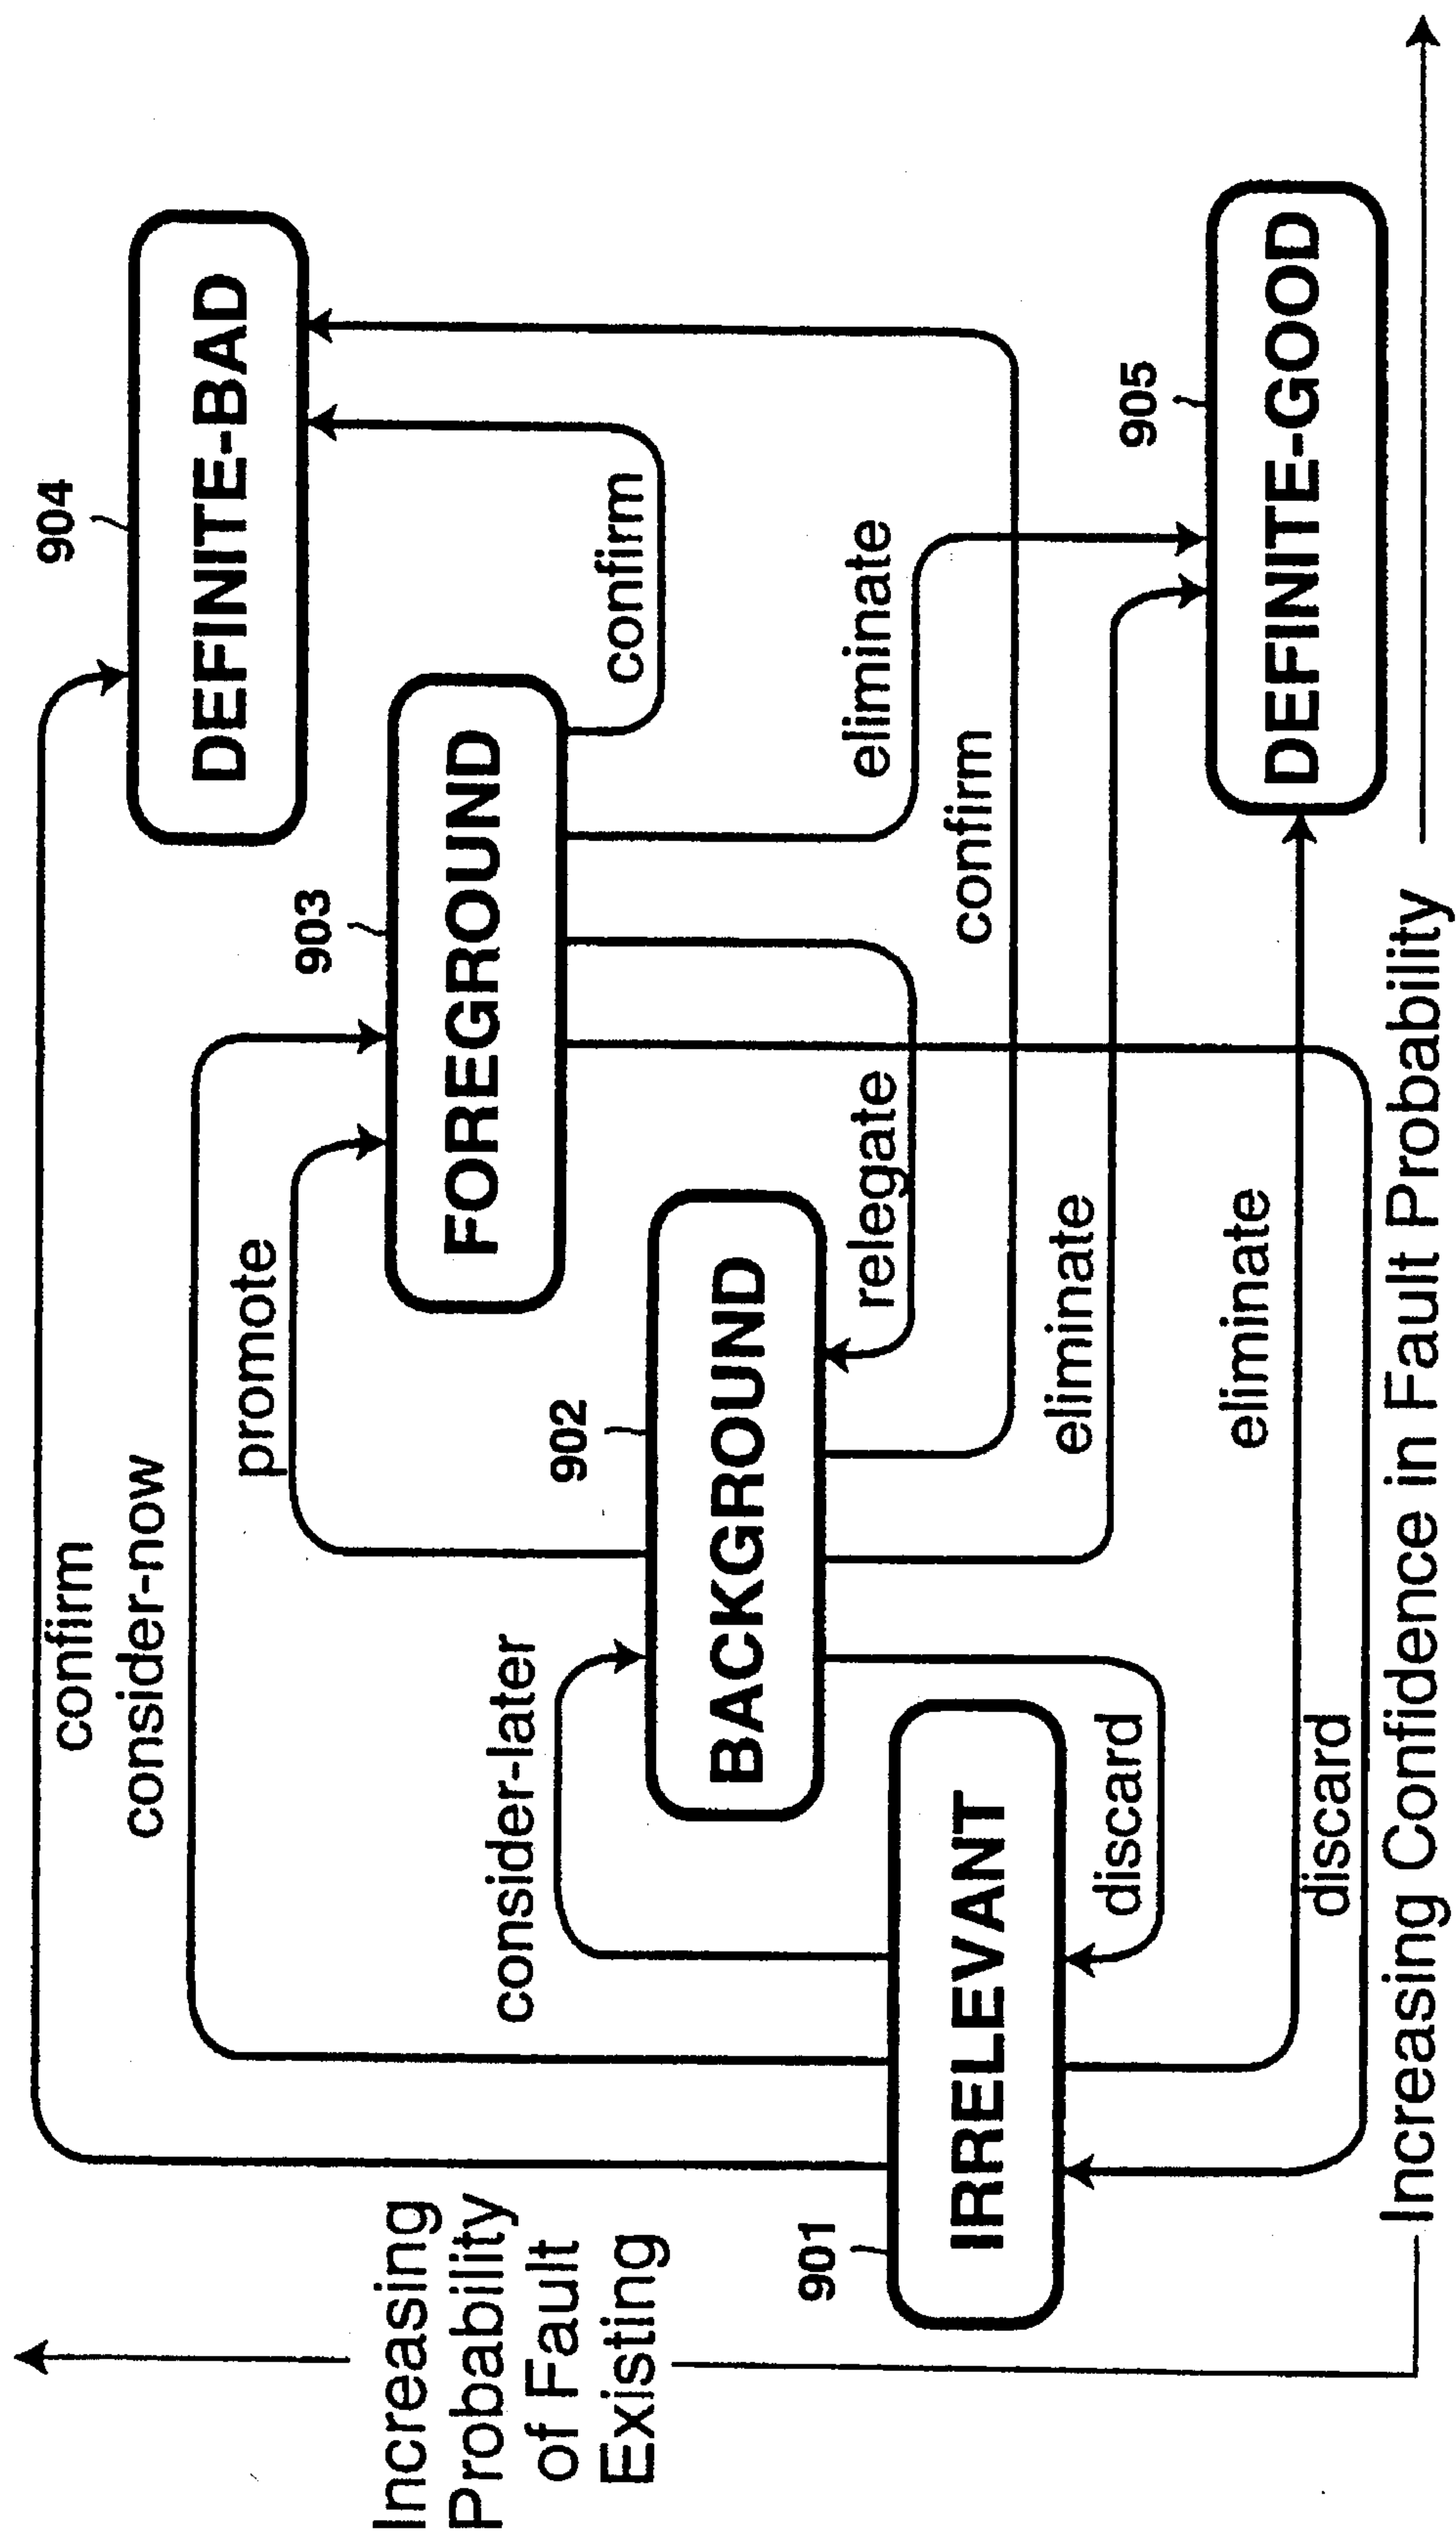 confirm
consider-now
904
DEFINITE-BAD
promote
903
Increasing
Probability
of Fault
Existing
FOREGROUND
consider-later
902
confirm
BACKGROUND
901
relegate
eliminate
IRRELEVANT
confirm
eliminate
905
discard
eliminate
DEFINITE-GOOD
discard
Increasing Confidence in Fault Probability